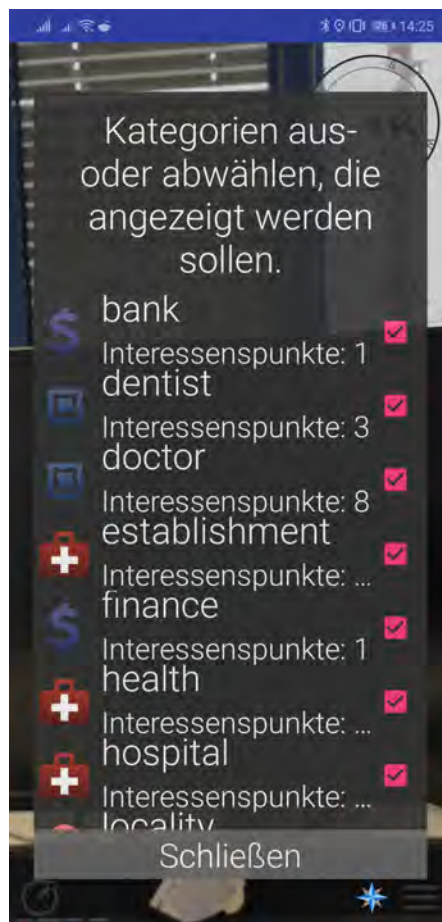 14:25
Kategorien aus-
oder abwählen, die
angezeigt werden
sollen.
bank
Interessenspunkte: 1
dentist
Interessenspunkte: 3
doctor
Interessenspunkte: 8
establishment
Interessenspunkte: ...
finance
Interessenspunkte: 1
health
Interessenspunkte: ...
hospital
Interessenspunkte: ...
locality
Schließen